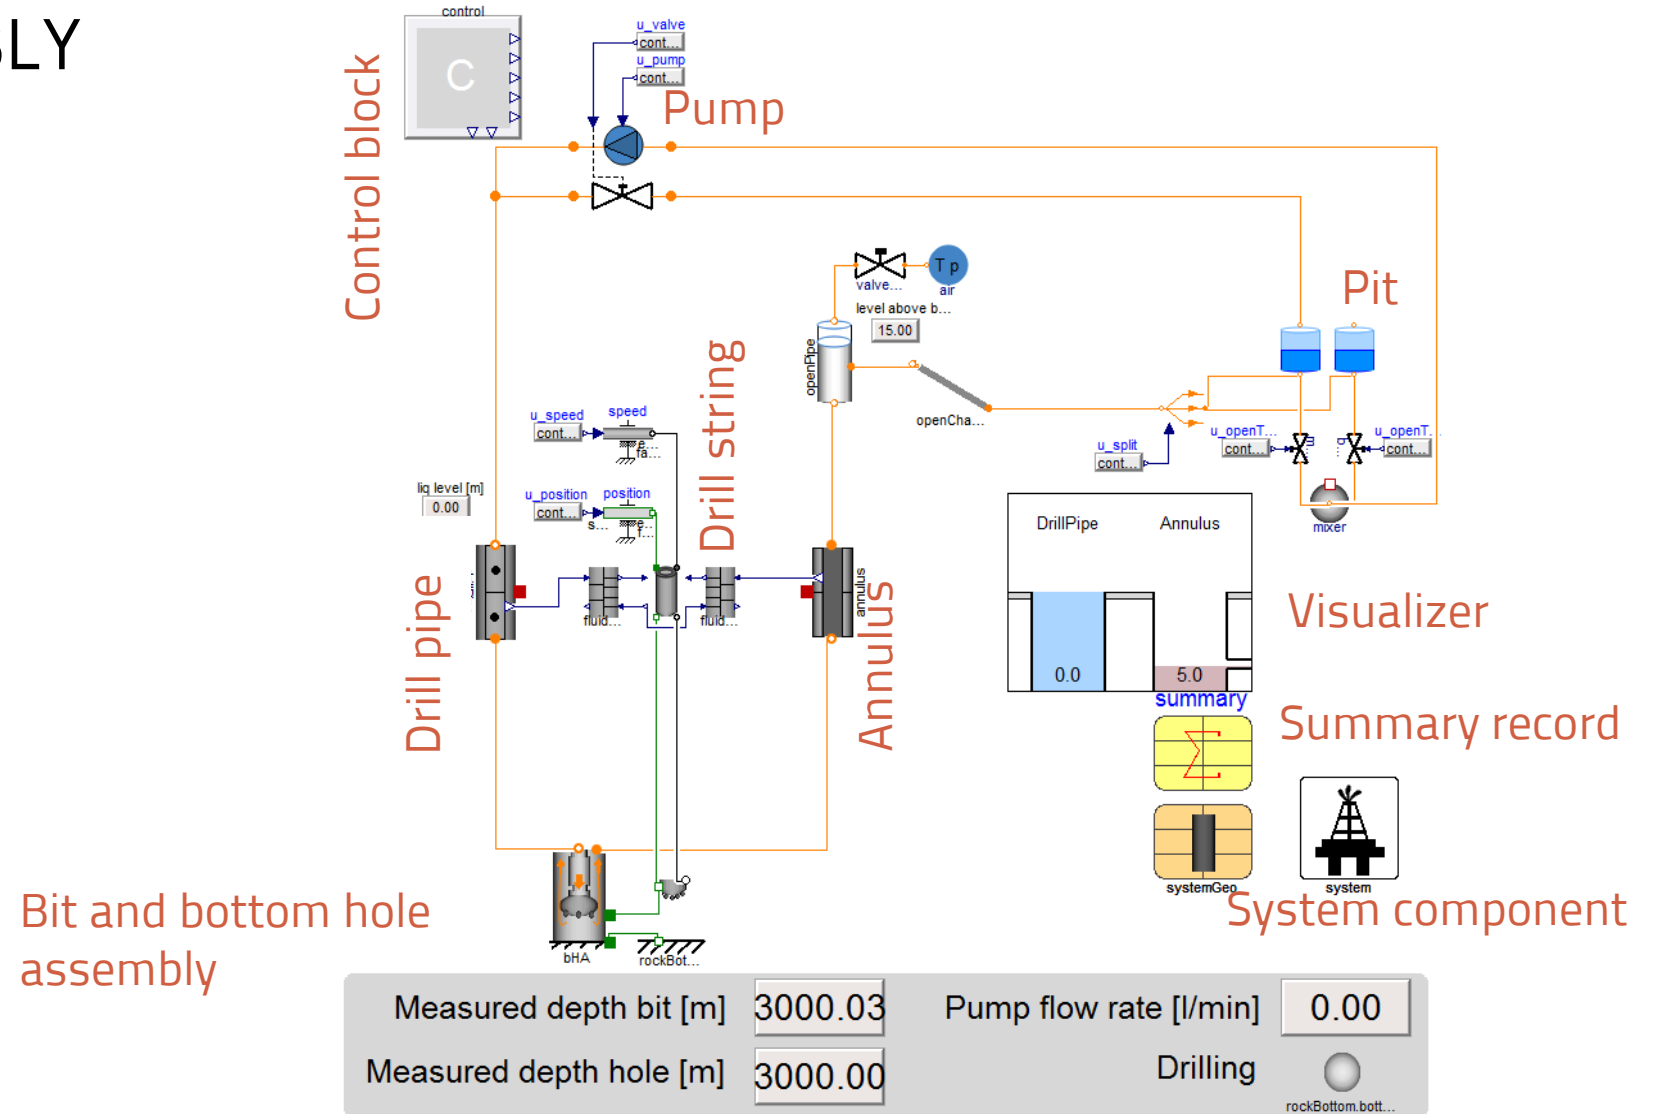 BLY
control
C
Control block
u_valve
cont...
u_pump
cont...
Pump
valve...
T p
air
level above b...
15.00
openPipe
openCha...
Pit
u_split
cont...
u_openT...
cont...
u_openT...
cont...
mixer
Drill string
u_speed
speed
cont...
e...
fa...
liq level [m]
0.00
u_position
position
cont...
s...
e...
f...
Drill pipe
fluid...
fluid...
annulus
Annulus
DrillPipe
Annulus
0.0
5.0
Visualizer
summary
Summary record
systemGeo
system
System component
Bit and bottom hole
assembly
bHA
rockBot...
Measured depth bit [m]
3000.03
Pump flow rate [l/min]
0.00
Measured depth hole [m]
3000.00
Drilling
rockBottom.bott...